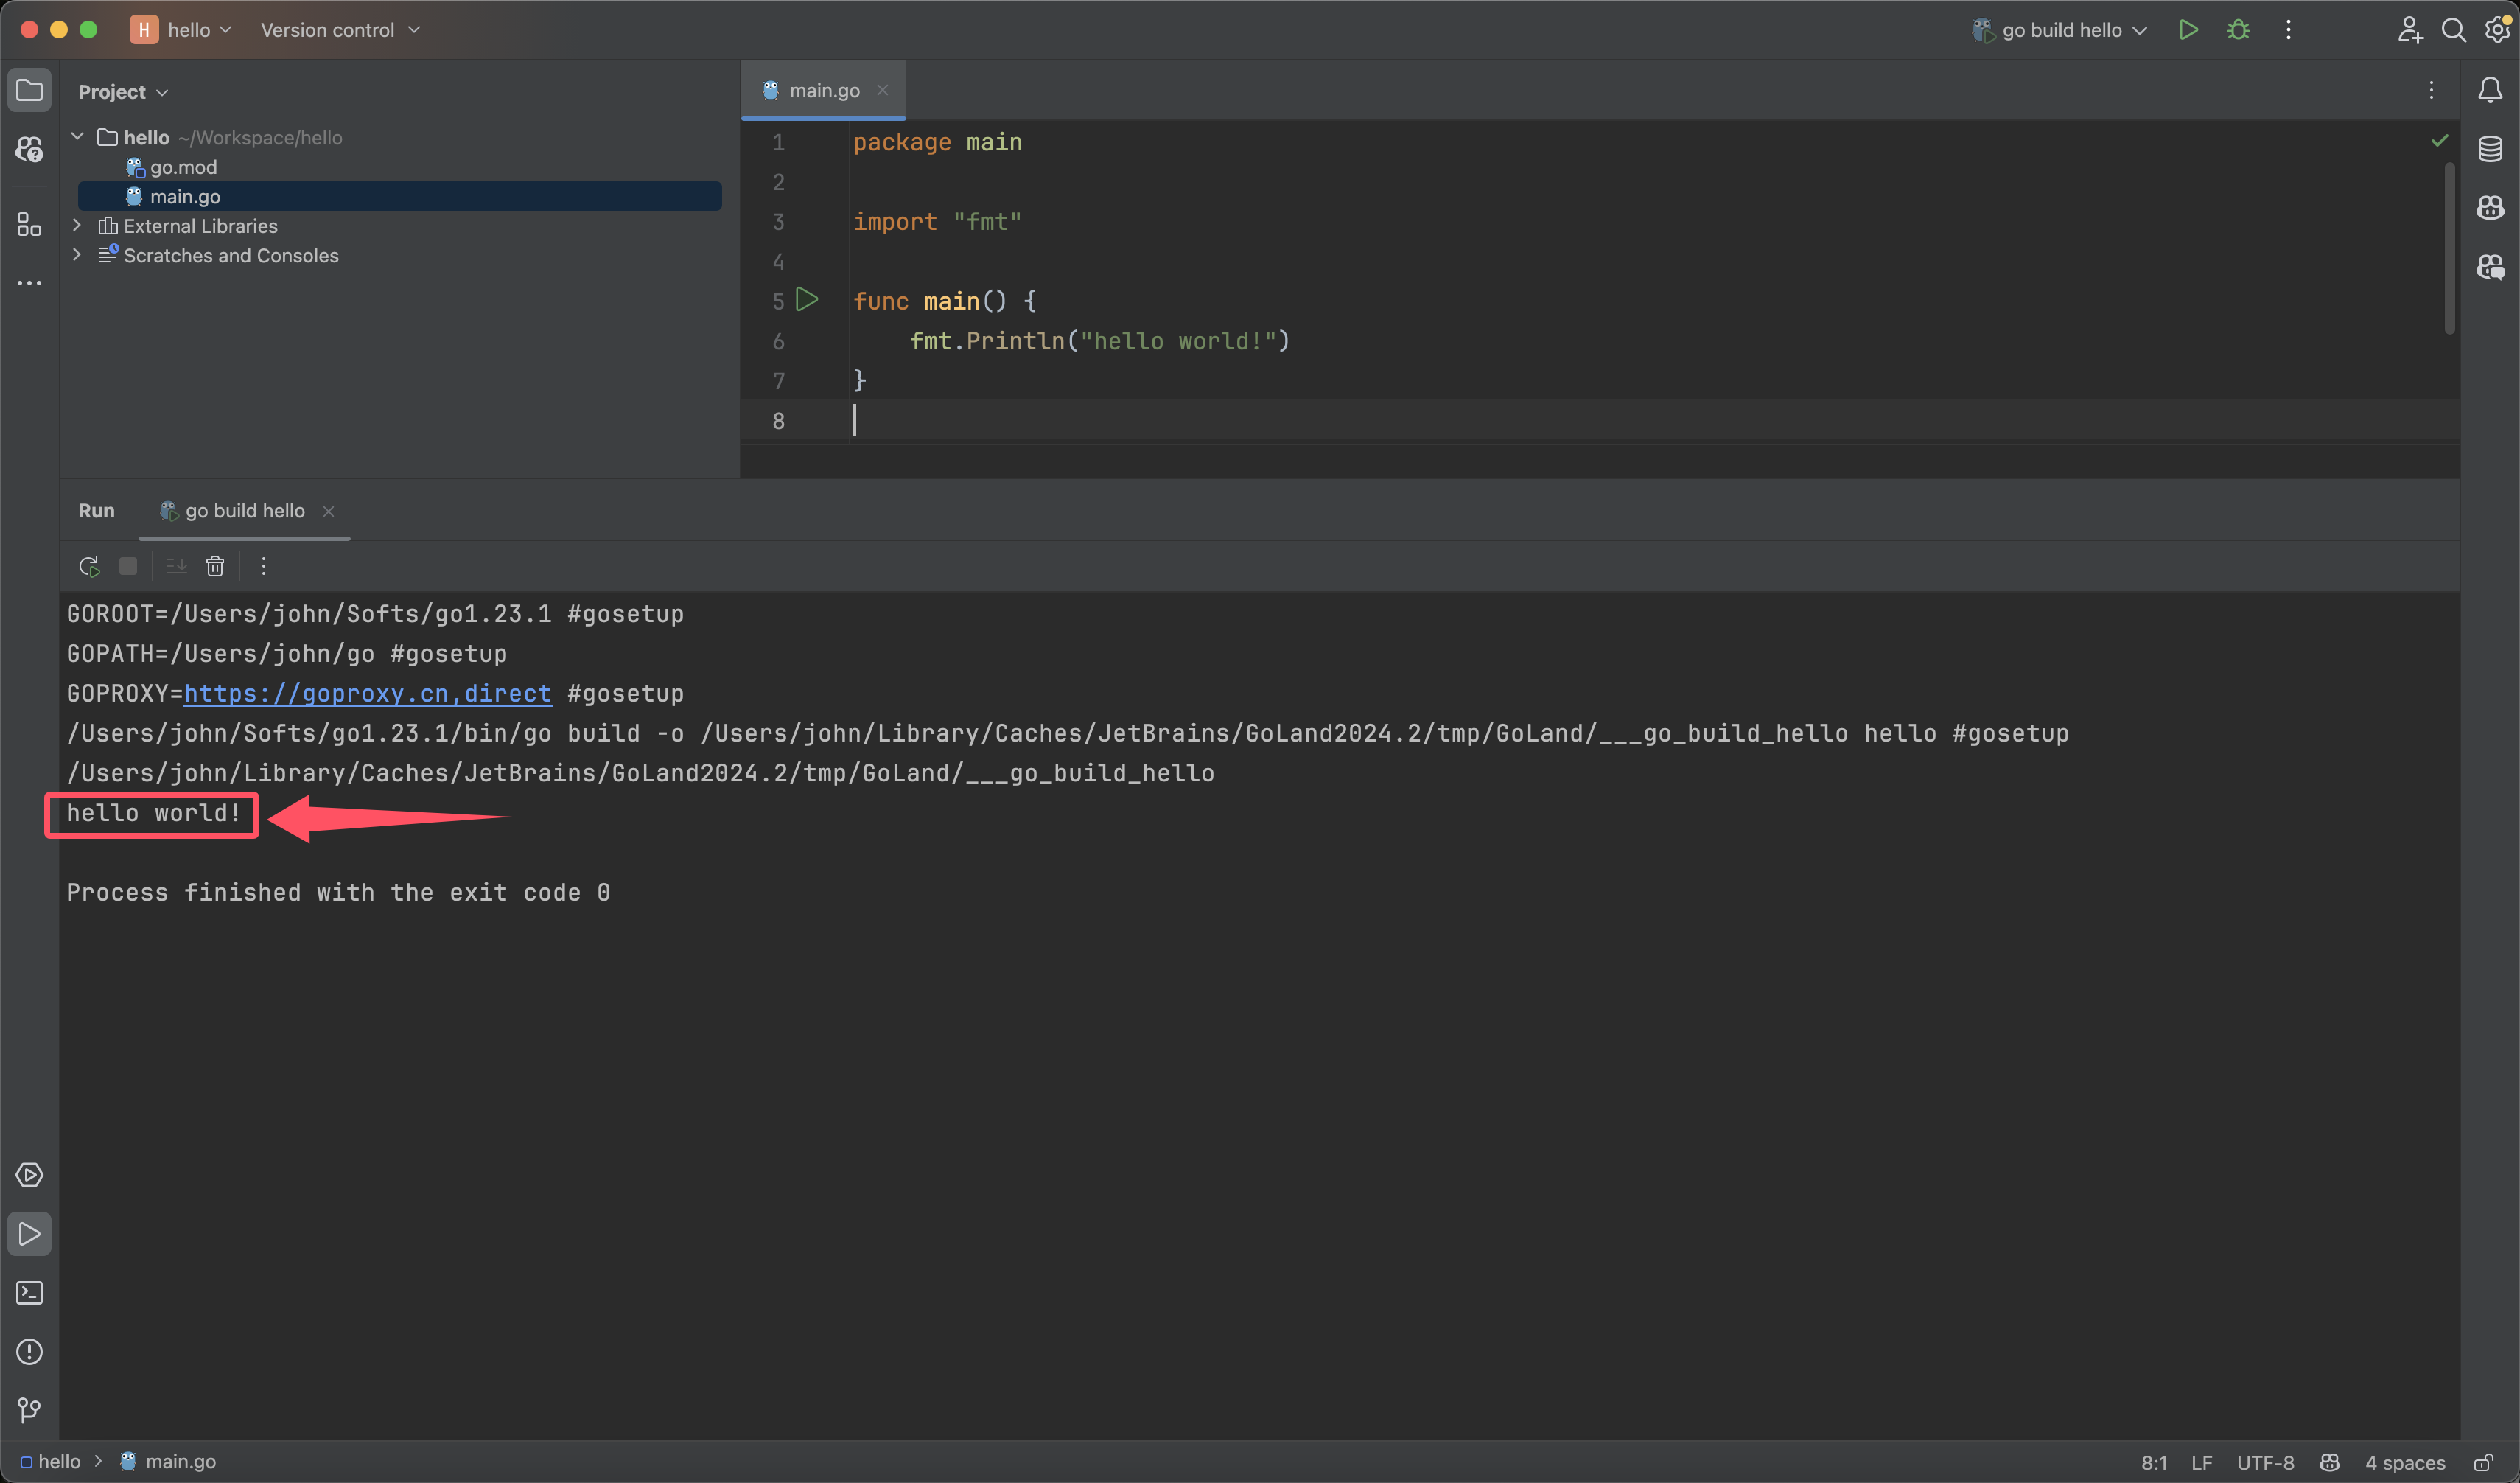 H hello Version control go build hello
Project
hello ~/Workspace/hello
go.mod
main.go
External Libraries
Scratches and Consoles
main.go
1 package main
2
3 import "fmt"
4
5 func main() {
6 fmt.Println("hello world!")
7 }
8
Run go build hello
GOROOT=/Users/john/Softs/go1.23.1 #gosetup
GOPATH=/Users/john/go #gosetup
GOPROXY=https://goproxy.cn,direct #gosetup
/Users/john/Softs/go1.23.1/bin/go build -o /Users/john/Library/Caches/JetBrains/GoLand2024.2/tmp/GoLand/___go_build_hello hello #gosetup
/Users/john/Library/Caches/JetBrains/GoLand2024.2/tmp/GoLand/___go_build_hello
hello world!
Process finished with the exit code 0
hello > main.go 8:1 LF UTF-8 4 spaces